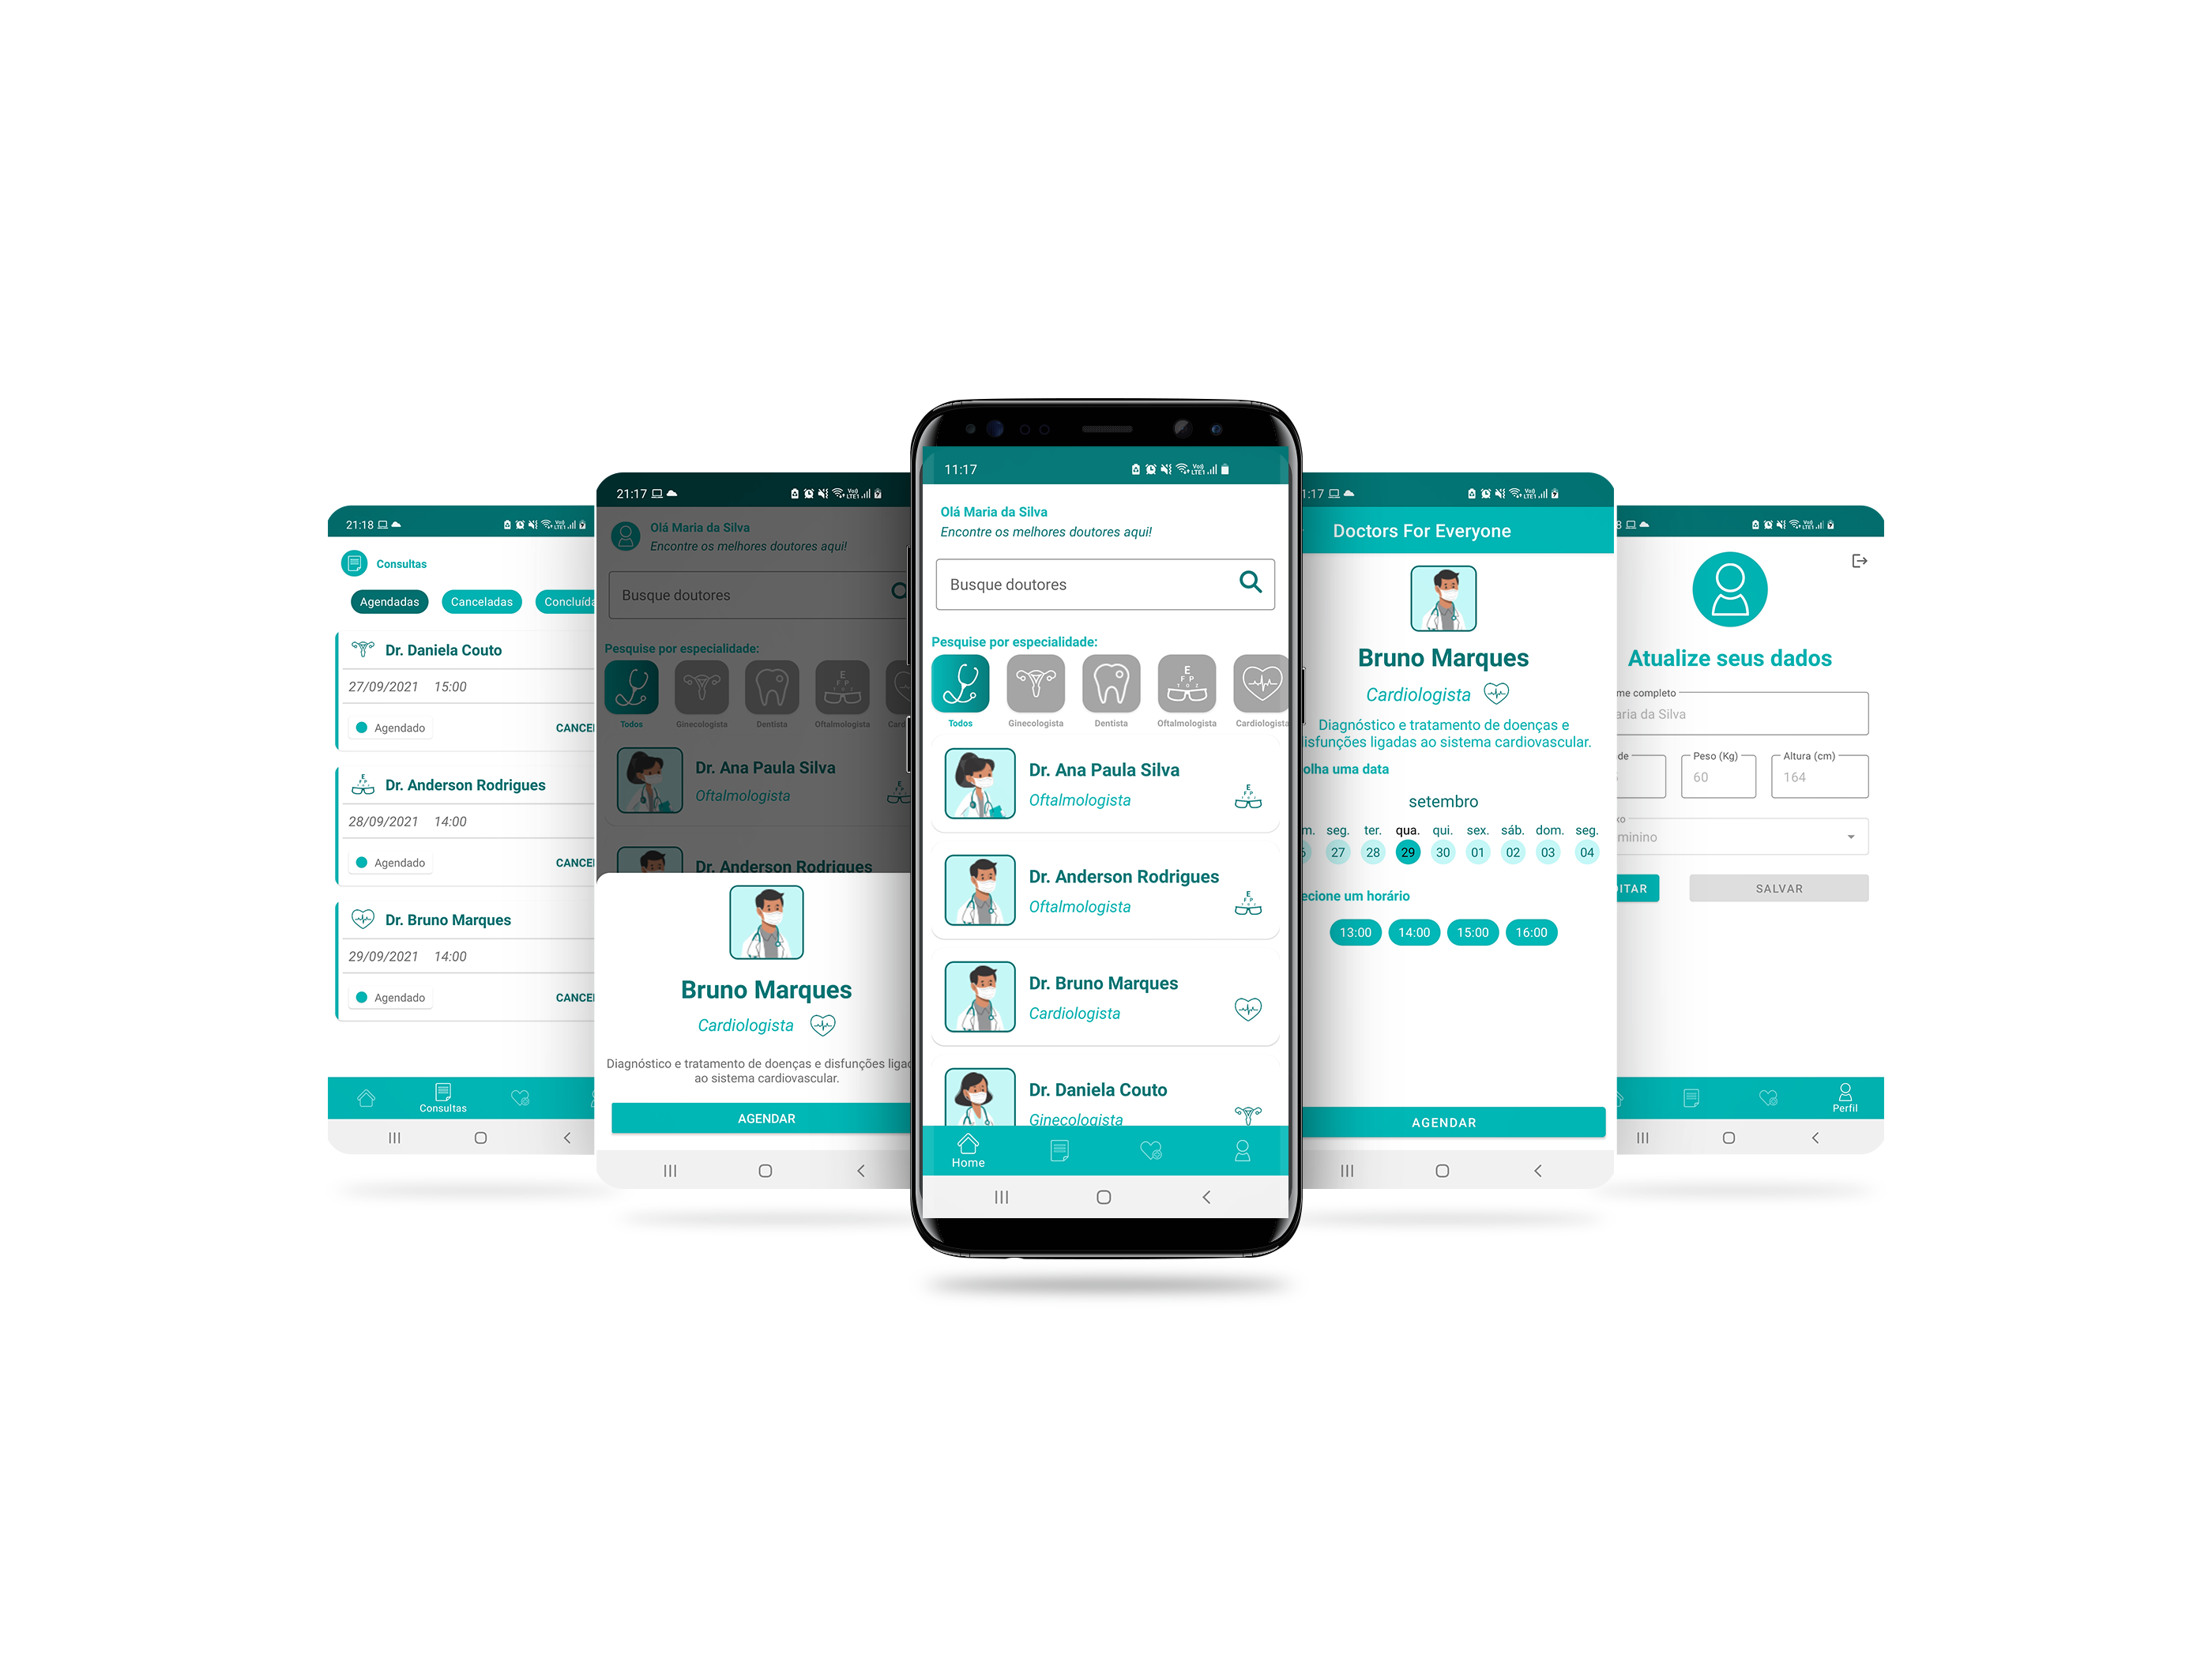 21:18
Consultas
Agendadas
Canceladas
Concluída
Dr. Daniela Couto
27/09/2021 15:00
Agendado
CANCE
Dr. Anderson Rodrigues
28/09/2021 14:00
Agendado
CANCE
Dr. Bruno Marques
29/09/2021 14:00
Agendado
CANCE
Consultas
21:17
Olá Maria da Silva
Encontre os melhores doutores aqui!
Busque doutores
Pesquise por especialidade:
Todos
Ginecologista
Dentista
Oftalmologista
Card
Dr. Ana Paula Silva
Oftalmologista
Dr. Anderson Rodrigues
Bruno Marques
Cardiologista
Diagnóstico e tratamento de doenças e disfunções ligad
ao sistema cardiovascular.
AGENDAR
11:17
Olá Maria da Silva
Encontre os melhores doutores aqui!
Busque doutores
Pesquise por especialidade:
Todos
Ginecologista
Dentista
Oftalmologista
Cardiologista
Dr. Ana Paula Silva
Oftalmologista
Dr. Anderson Rodrigues
Oftalmologista
Dr. Bruno Marques
Cardiologista
Dr. Daniela Couto
Ginecologista
Home
1:17
Doctors For Everyone
Bruno Marques
Cardiologista
Diagnóstico e tratamento de doenças e
isfunções ligadas ao sistema cardiovascular.
olha uma data
setembro
m. seg. ter. qua. qui. sex. sáb. dom. seg.
6 27 28 29 30 01 02 03 04
ecione um horário
13:00 14:00 15:00 16:00
AGENDAR
8
Atualize seus dados
me completo
aria da Silva
de
Peso (Kg)
60
Altura (cm)
164
xo
minino
ITAR
SALVAR
Perfil